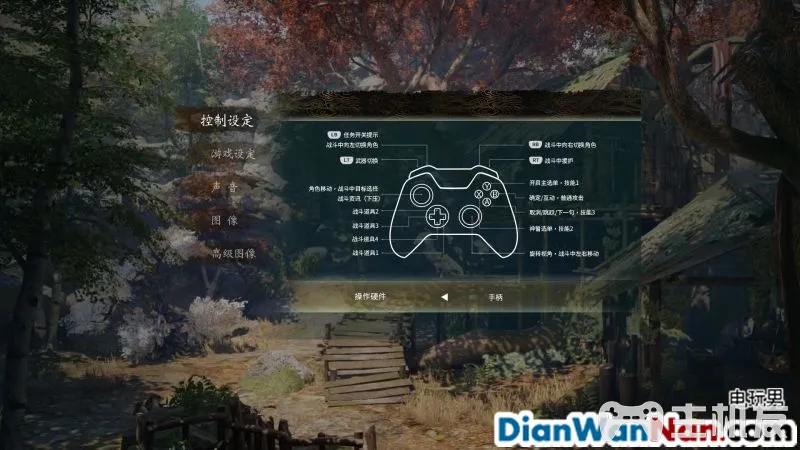 控制设定
游戏设定
声 音
图 像
高级图像
LB 任务开关提示
战斗中向左切换角色
LT 武器切换
角色移动·战斗中目标选择
战斗资讯(下压)
战斗道具2
战斗道具3
战斗道具4
战斗道具1
RB 战斗中向右切换角色
RT 战斗中援护
开启主选单·技能1
确定/互动·普通攻击
取消/跳跃/下一句·技能3
神智选单·技能2
旋转视角·战斗中左右移动
Y
X
B
A
操作硬件
手柄
电玩男
DianWanNan.com